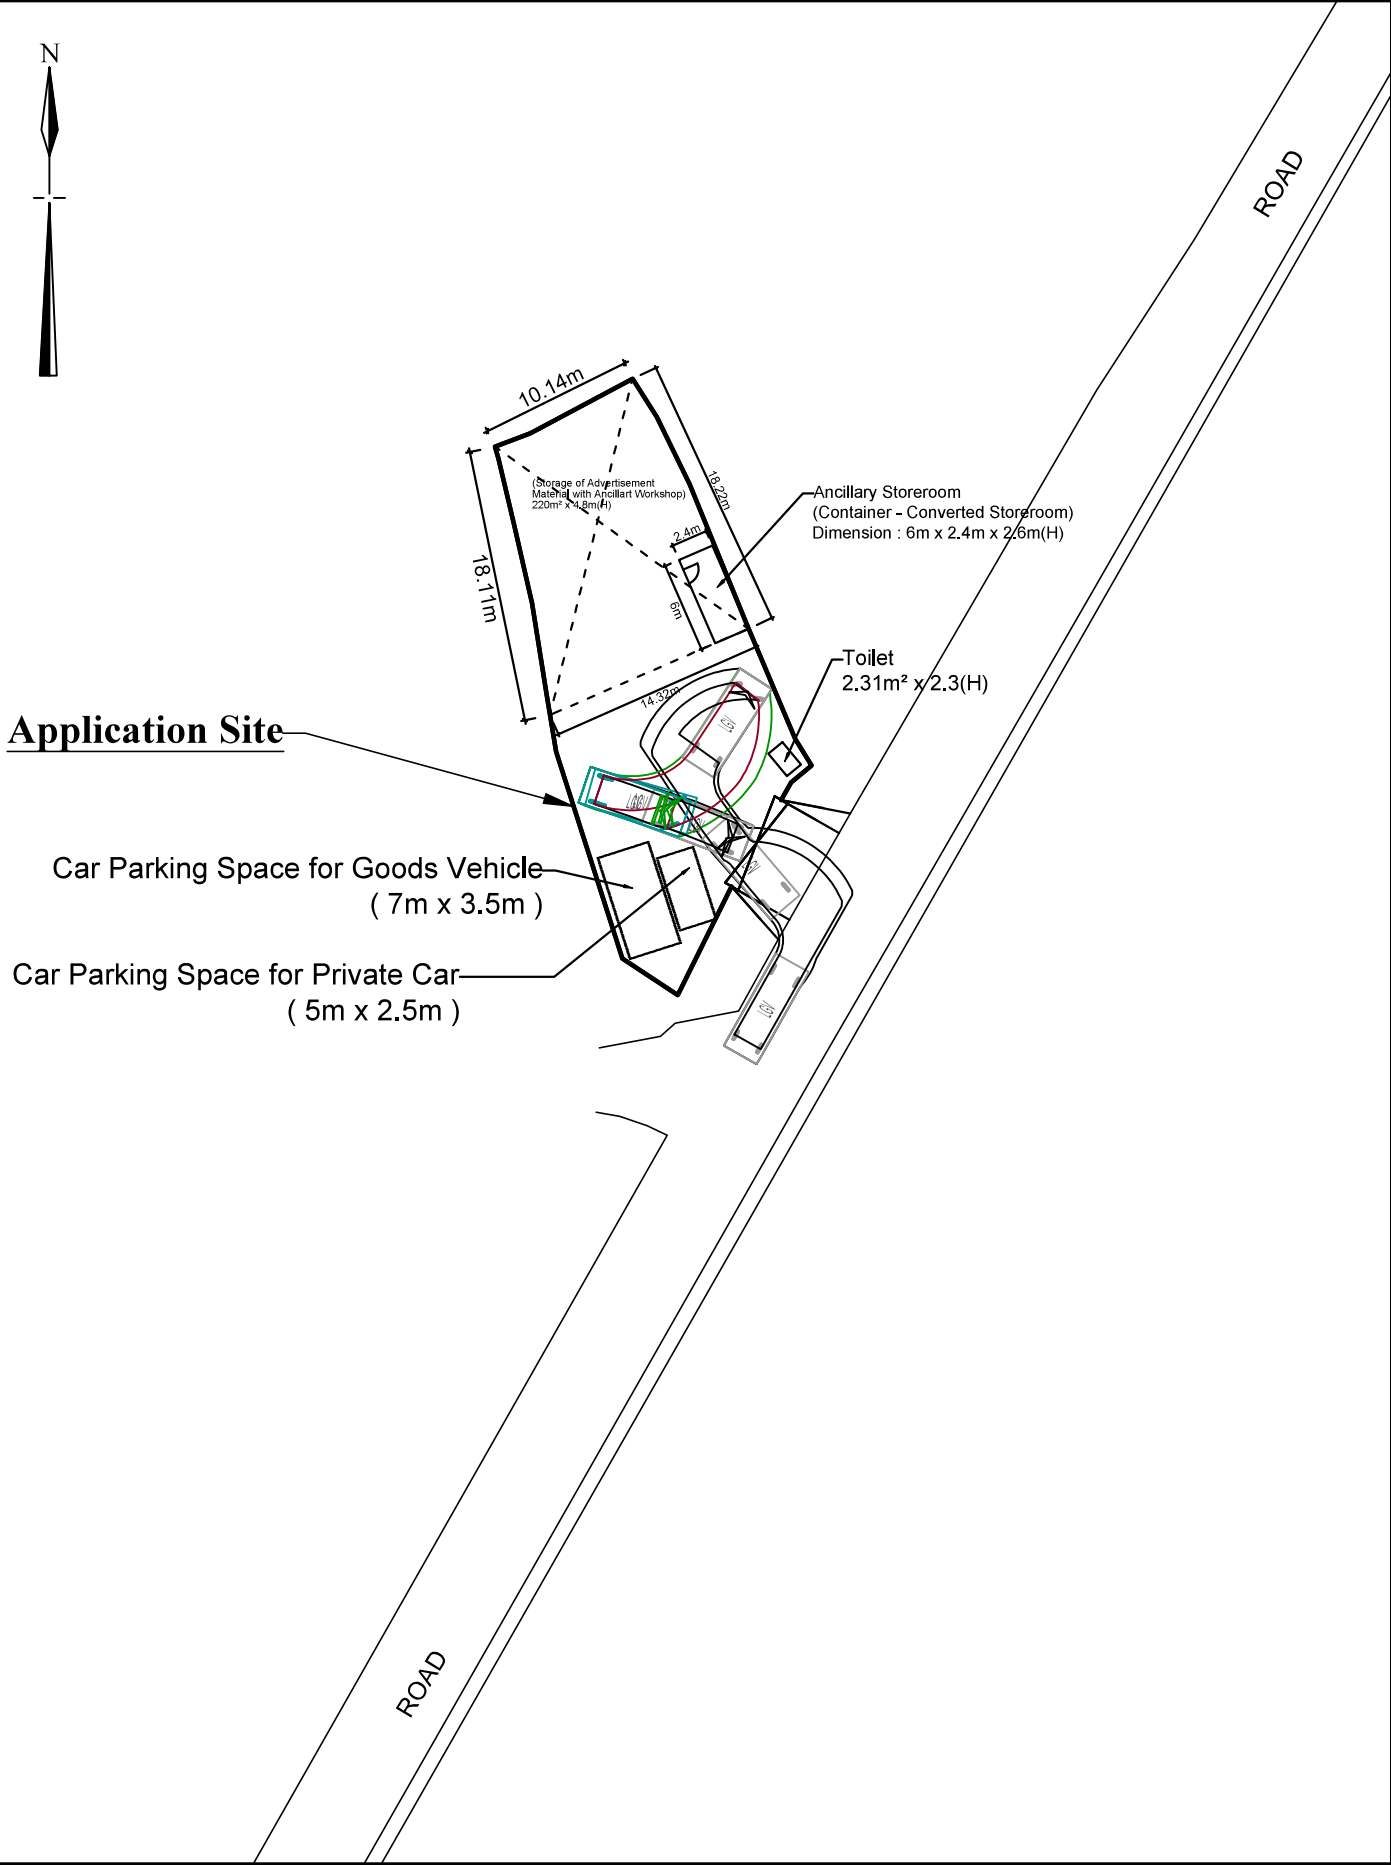 N
ROAD
10.14m
18.22m
(Storage of Advertisement
Material with Ancillart Workshop)
220m² x 4.8m(H)
Ancillary Storeroom
(Container - Converted Storeroom)
Dimension : 6m x 2.4m x 2.6m(H)
2.4m
18.11m
6m
Toilet
2.31m² x 2.3(H)
14.32m
Application Site
Car Parking Space for Goods Vehicle
( 7m x 3.5m )
Car Parking Space for Private Car
( 5m x 2.5m )
ROAD